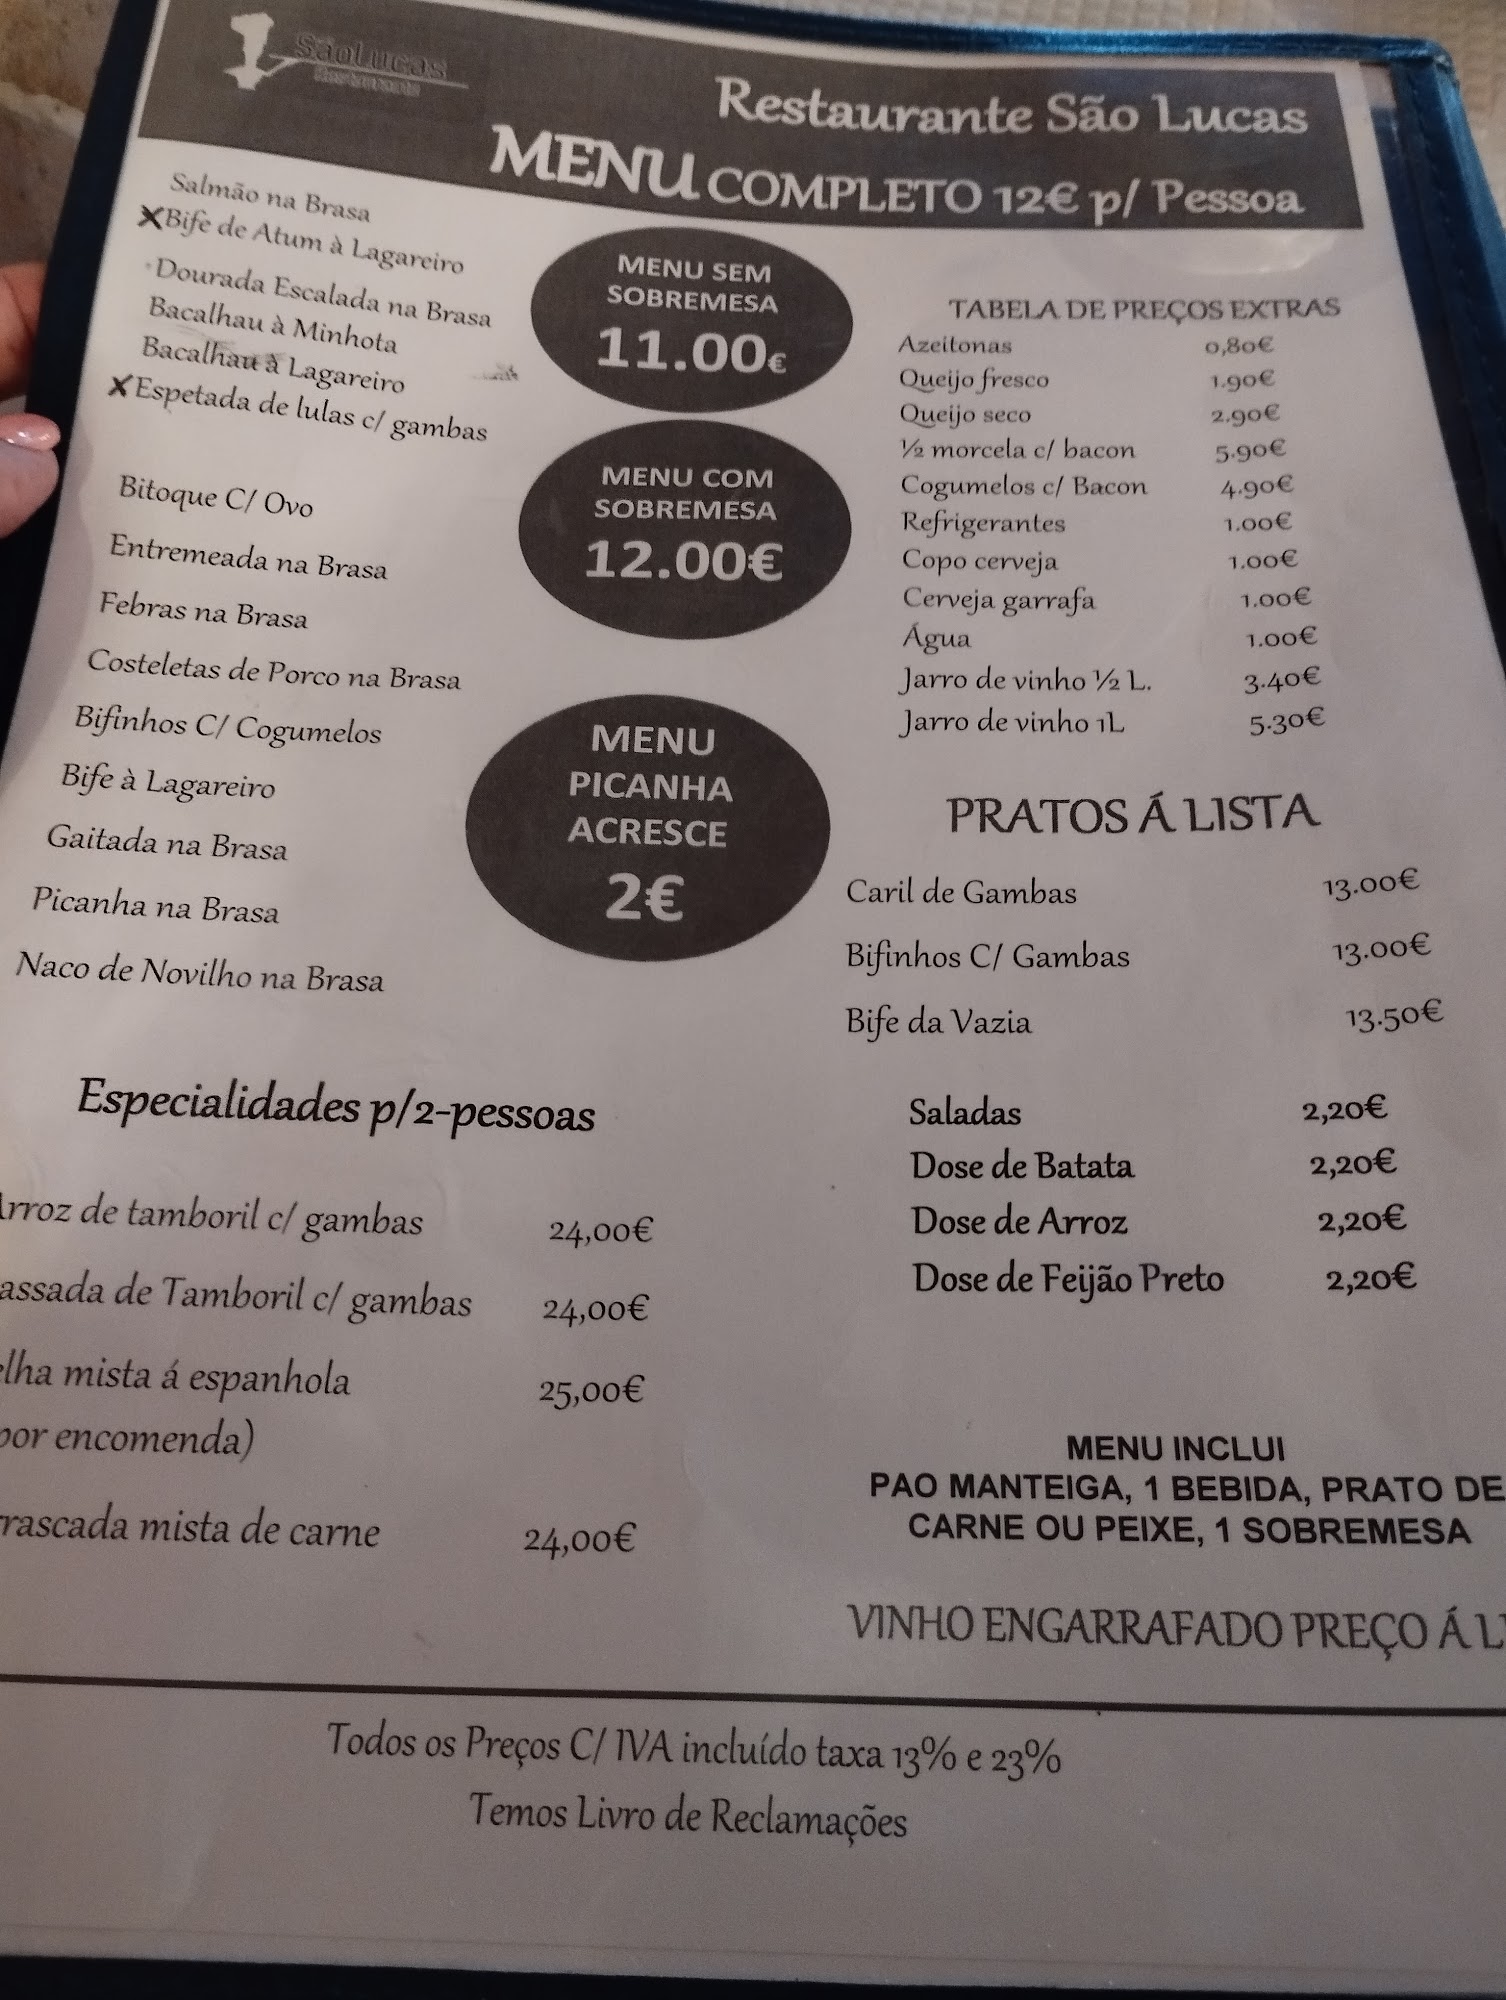 SãoLucas
Restaurante
Restaurante São Lucas
MENU COMPLETO 12€ p/ Pessoa
Salmão na Brasa
✗Bife de Atum à Lagareiro
Dourada Escalada na Brasa
Bacalhau à Minhota
Bacalhau à Lagareiro
✗Espetada de lulas c/ gambas
Bitoque C/ Ovo
Entremeada na Brasa
Febras na Brasa
Costeletas de Porco na Brasa
Bifinhos C/ Cogumelos
Bife à Lagareiro
Gaitada na Brasa
Picanha na Brasa
Naco de Novilho na Brasa
MENU SEM
SOBREMESA
11.00€
MENU COM
SOBREMESA
12.00€
MENU
PICANHA
ACRESCE
2€
TABELA DE PREÇOS EXTRAS
Azeitonas 0,80€
Queijo fresco 1.90€
Queijo seco 2.90€
½ morcela c/ bacon 5.90€
Cogumelos c/ Bacon 4.90€
Refrigerantes 1.00€
Copo cerveja 1.00€
Cerveja garrafa 1.00€
Água 1.00€
Jarro de vinho ½ L. 3.40€
Jarro de vinho 1L 5.30€
PRATOS Á LISTA
Caril de Gambas 13.00€
Bifinhos C/ Gambas 13.00€
Bife da Vazia 13.50€
Saladas 2,20€
Dose de Batata 2,20€
Dose de Arroz 2,20€
Dose de Feijão Preto 2,20€
Especialidades p/2-pessoas
Arroz de tamboril c/ gambas 24,00€
assada de Tamboril c/ gambas 24,00€
elha mista á espanhola 25,00€
por encomenda)
rrascada mista de carne 24,00€
MENU INCLUI
PAO MANTEIGA, 1 BEBIDA, PRATO DE
CARNE OU PEIXE, 1 SOBREMESA
VINHO ENGARRAFADO PREÇO Á LI
Todos os Preços C/ IVA incluído taxa 13% e 23%
Temos Livro de Reclamações